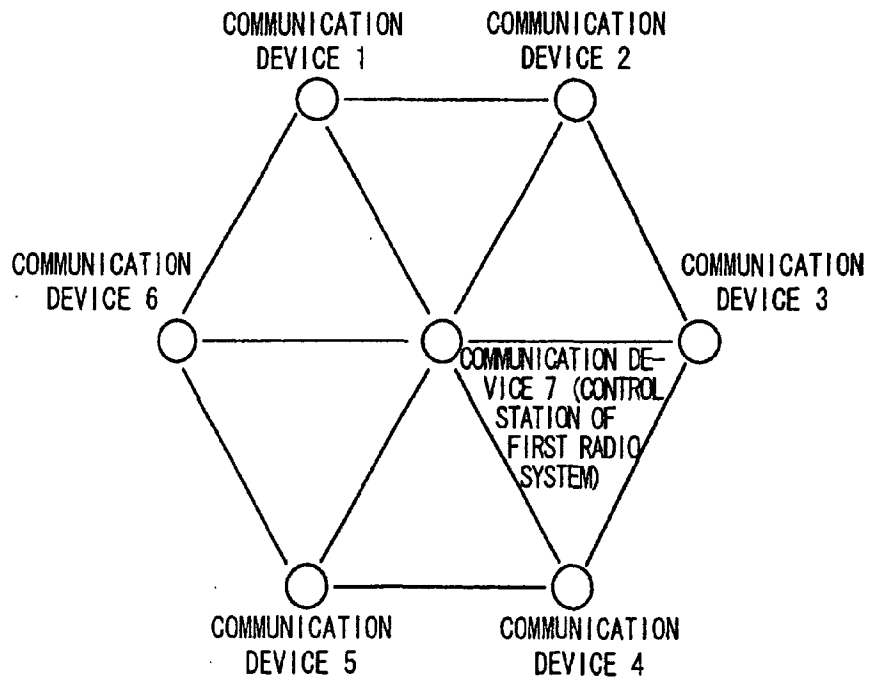 COMMUNICATION
DEVICE 1
COMMUNICATION
DEVICE 2
COMMUNICATION
DEVICE 6
COMMUNICATION
DEVICE 3
COMMUNICATION DE-
VICE 7 (CONTROL
STATION OF
FIRST RADIO
SYSTEM)
COMMUNICATION
DEVICE 5
COMMUNICATION
DEVICE 4